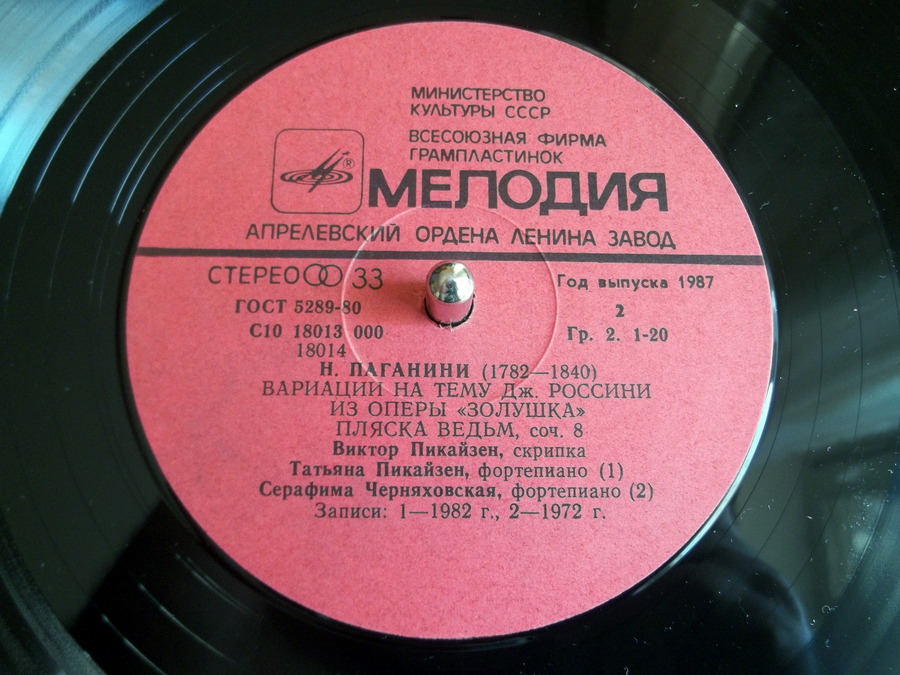 МИНИСТЕРСТВО
КУЛЬТУРЫ СССР
ВСЕСОЮЗНАЯ ФИРМА
ГРАМПЛАСТИНОК
®
МЕЛОДИЯ
АПРЕЛЕВСКИЙ ОРДЕНА ЛЕНИНА ЗАВОД
СТЕРЕО 33
Год выпуска 1987
ГОСТ 5289-80
2
С10 18013 000
Гр. 2. 1-20
18014
Н. ПАГАНИНИ (1782—1840)
ВАРИАЦИИ НА ТЕМУ Дж. РОССИНИ
ИЗ ОПЕРЫ «ЗОЛУШКА»
ПЛЯСКА ВЕДЬМ, соч. 8
Виктор Пикайзен, скрипка
Татьяна Пикайзен, фортепиано (1)
Серафима Черняховская, фортепиано (2)
Записи: 1—1982 г., 2—1972 г.